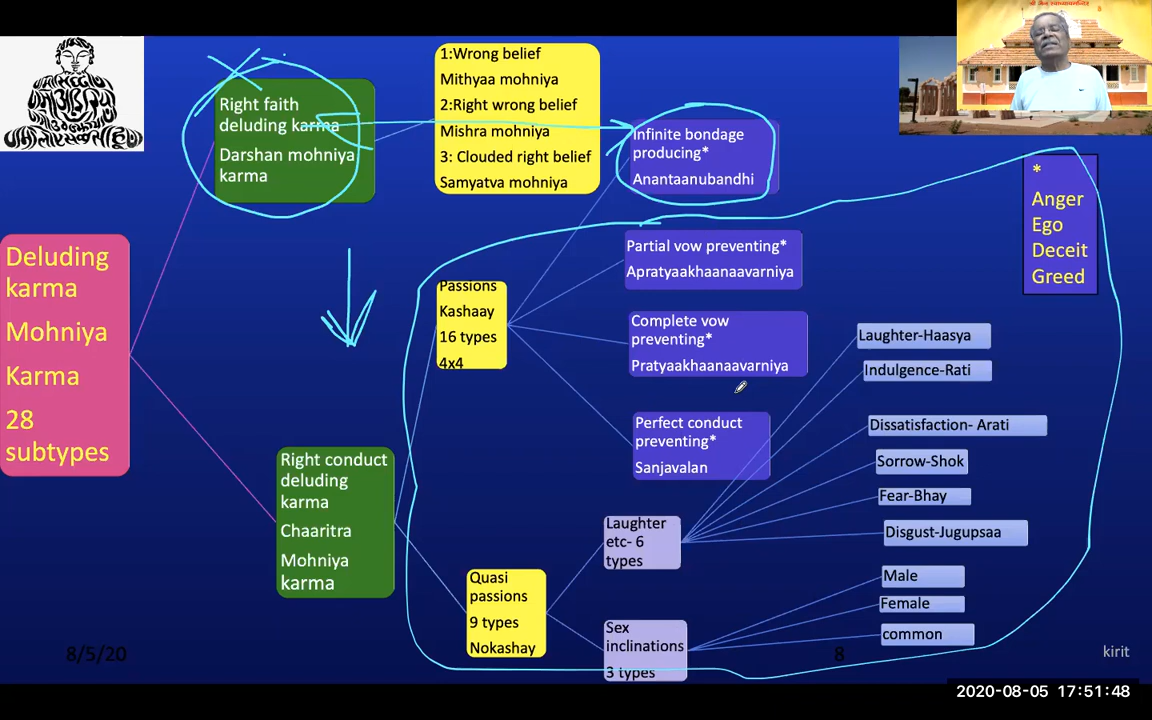 Right faith
deluding karma
Darshan mohniya
karma
1:Wrong belief
Mithyaa mohniya
2:Right wrong belief
Mishra mohniya
3: Clouded right belief
Samyatva mohniya
Infinite bondage
producing*
Anantaanubandhi
*
Anger
Ego
Deceit
Greed
Deluding
karma
Mohniya
Karma
28
subtypes
Passions
Kashaay
16 types
4x4
Partial vow preventing*
Apratyaakhaanaavarniya
Complete vow
preventing*
Pratyaakhaanaavarniya
Perfect conduct
preventing*
Sanjavalan
Right conduct
deluding
karma
Chaaritra
Mohniya
karma
Quasi
passions
9 types
Nokashay
Laughter
etc- 6
types
Sex
inclinations
3 types
Laughter-Haasya
Indulgence-Rati
Dissatisfaction- Arati
Sorrow-Shok
Fear-Bhay
Disgust-Jugupsaa
Male
Female
common
8/5/20
8
kirit
2020-08-05 17:51:48